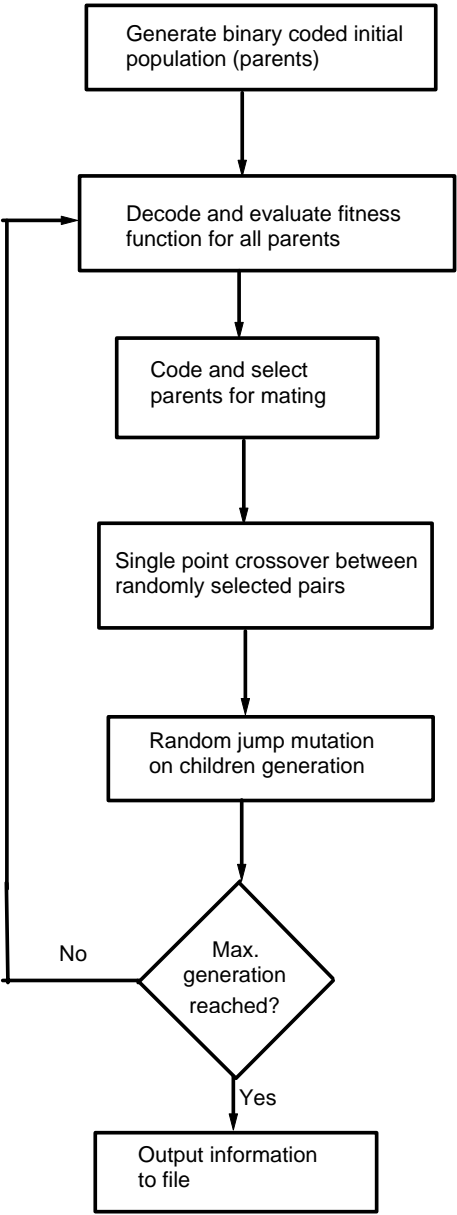 Generate binary coded initial
population (parents)
Decode and evaluate fitness
function for all parents
Code and select
parents for mating
Single point crossover between
randomly selected pairs
Random jump mutation
on children generation
No
Max.
generation
reached?
Yes
Output information
to file